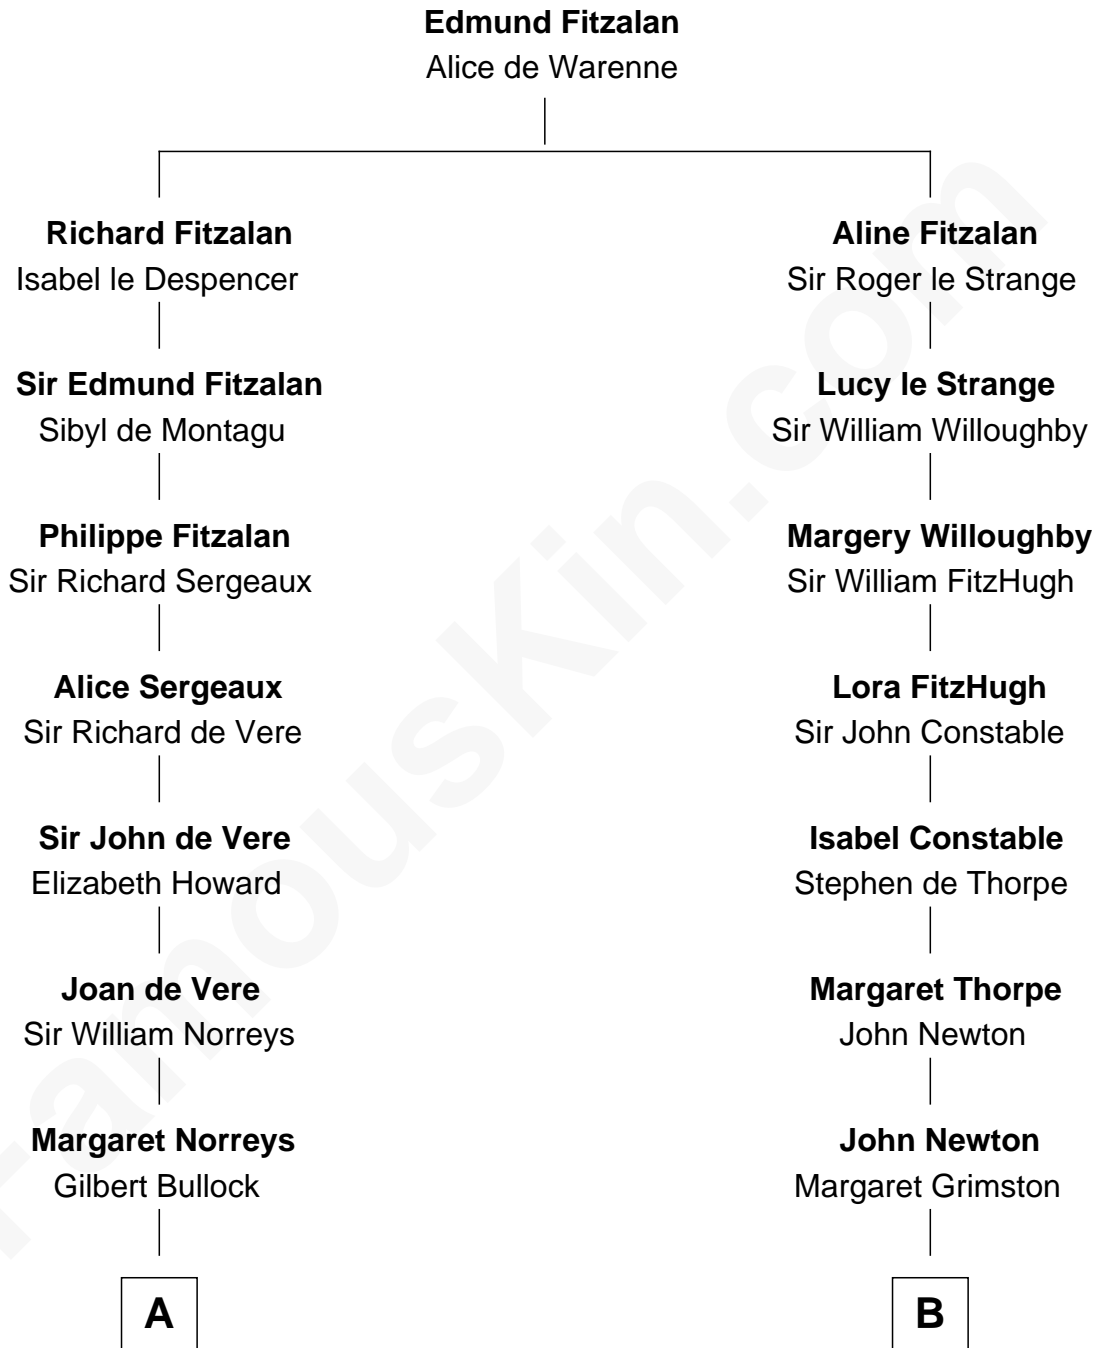 Edmund Fitzalan
Alice de Warenne
Richard Fitzalan
Isabel le Despencer
Aline Fitzalan
Sir Roger le Strange
Sir Edmund Fitzalan
Sibyl de Montagu
Lucy le Strange
Sir William Willoughby
Philippe Fitzalan
Sir Richard Sergeaux
Margery Willoughby
Sir William FitzHugh
Alice Sergeaux
Sir Richard de Vere
Lora FitzHugh
Sir John Constable
Sir John de Vere
Elizabeth Howard
Isabel Constable
Stephen de Thorpe
Joan de Vere
Sir William Norreys
Margaret Thorpe
John Newton
Margaret Norreys
Gilbert Bullock
John Newton
Margaret Grimston
A
B
FamousKin.com